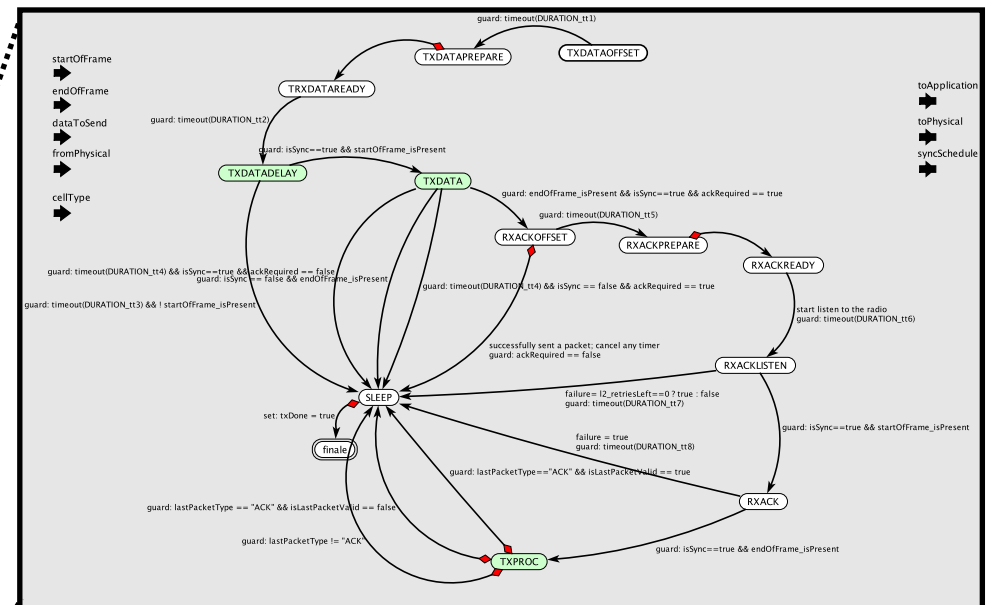 guard: timeout(DURATION_tt1)
TXDATAOFFSET
TXDATAPREPARE
startOfFrame
TRXDATAREADY
endOfFrame
toApplication
guard: timeout(DURATION_tt2)
dataToSend
toPhysical
guard: isSync==true && startOfFrame_isPresent
fromPhysical
syncSchedule
TXDATADELAY
TXDATA
cellType
guard: endOfFrame_isPresent && isSync==true && ackRequired == true
guard: timeout(DURATION_tt5)
RXACKOFFSET
RXACKPREPARE
RXACKREADY
guard: timeout(DURATION_tt4) && isSync==true && ackRequired == false
guard: isSync == false && endOfFrame_isPresent
guard: timeout(DURATION_tt4) && isSync == false && ackRequired == true
guard: timeout(DURATION_tt3) && ! startOfFrame_isPresent
start listen to the radio
guard: timeout(DURATION_tt6)
successfully sent a packet; cancel any timer
guard: ackRequired == false
RXACKLISTEN
SLEEP
failure= l2_retriesLeft==0 ? true : false
guard: timeout(DURATION_tt7)
set: txDone = true
guard: isSync==true && startOfFrame_isPresent
finale
failure = true
guard: timeout(DURATION_tt8)
guard: lastPacketType=="ACK" && isLastPacketValid == true
RXACK
guard: lastPacketType == "ACK" && isLastPacketValid == false
guard: lastPacketType != "ACK"
guard: isSync==true && endOfFrame_isPresent
TXPROC